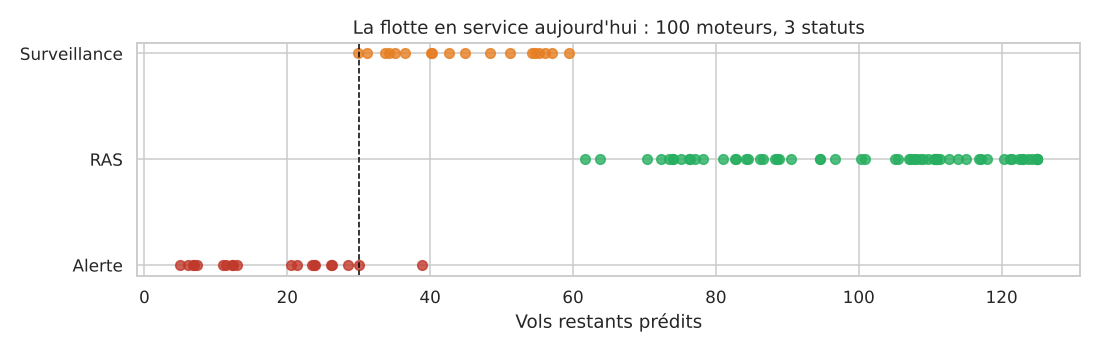 La flotte en service aujourd'hui : 100 moteurs, 3 statuts
Surveillance
RAS
Alerte
0 20 40 60 80 100 120
Vols restants prédits